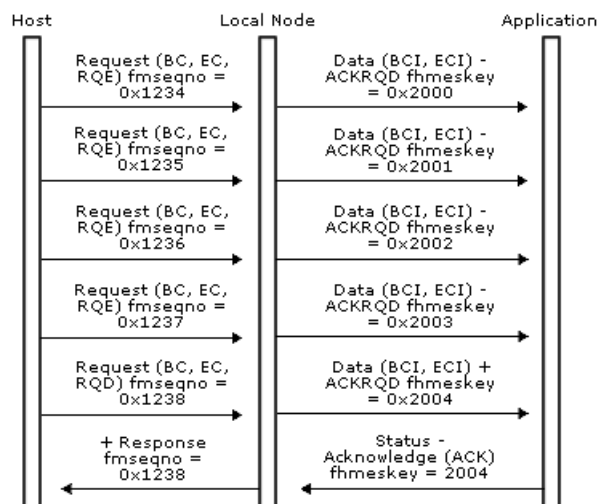 Host Local Node Application
Request (BC, EC,
RQE) fmseqno =
0x1234
Data (BCI, ECI) -
ACKRQD fhmeskey
= 0x2000
Request (BC, EC,
RQE) fmseqno =
0x1235
Data (BCI, ECI) -
ACKRQD fhmeskey
= 0x2001
Request (BC, EC,
RQE) fmseqno =
0x1236
Data (BCI, ECI) -
ACKRQD fhmeskey
= 0x2002
Request (BC, EC,
RQE) fmseqno =
0x1237
Data (BCI, ECI) -
ACKRQD fhmeskey
= 0x2003
Request (BC, EC,
RQD) fmseqno =
0x1238
Data (BCI, ECI) +
ACKRQD fhmeskey
= 0x2004
+ Response
fmseqno =
0x1238
Status -
Acknowledge (ACK)
fhmeskey = 2004